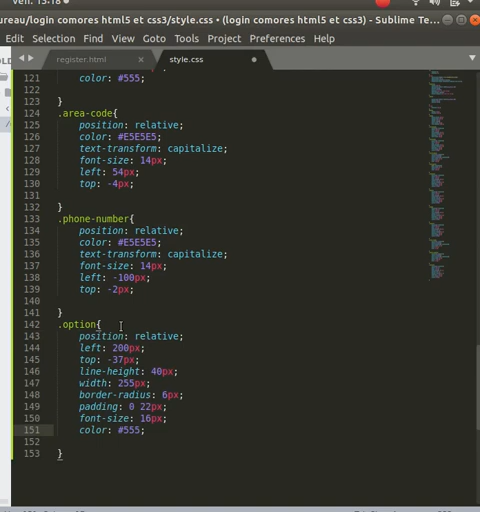 ven. 13:18
ureau/login comores html5 et css3/style.css • (login comores html5 et css3) - Sublime Te...
Edit Selection Find View Goto Tools Project Preferences Help
register.html × style.css
121 color: #555;
122
123 }
124 .area-code{
125 position: relative;
126 color: #E5E5E5;
127 text-transform: capitalize;
128 font-size: 14px;
129 left: 54px;
130 top: -4px;
131
132 }
133 .phone-number{
134 position: relative;
135 color: #E5E5E5;
136 text-transform: capitalize;
137 font-size: 14px;
138 left: -100px;
139 top: -2px;
140
141 }
142 .option{
143 position: relative;
144 left: 200px;
145 top: -37px;
146 line-height: 40px;
147 width: 255px;
148 border-radius: 6px;
149 padding: 0 22px;
150 font-size: 16px;
151 color: #555;
152
153 }